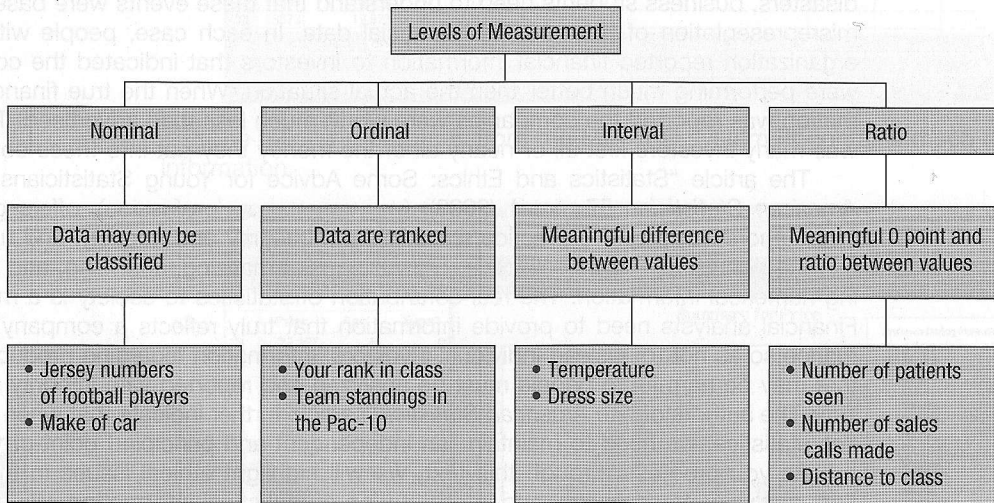 Levels of Measurement
Nominal
Ordinal
Interval
Ratio
Data may only be
classified
Data are ranked
Meaningful difference
between values
Meaningful 0 point and
ratio between values
• Jersey numbers
of football players
• Make of car
• Your rank in class
• Team standings in
the Pac-10
• Temperature
• Dress size
• Number of patients
seen
• Number of sales
calls made
• Distance to class